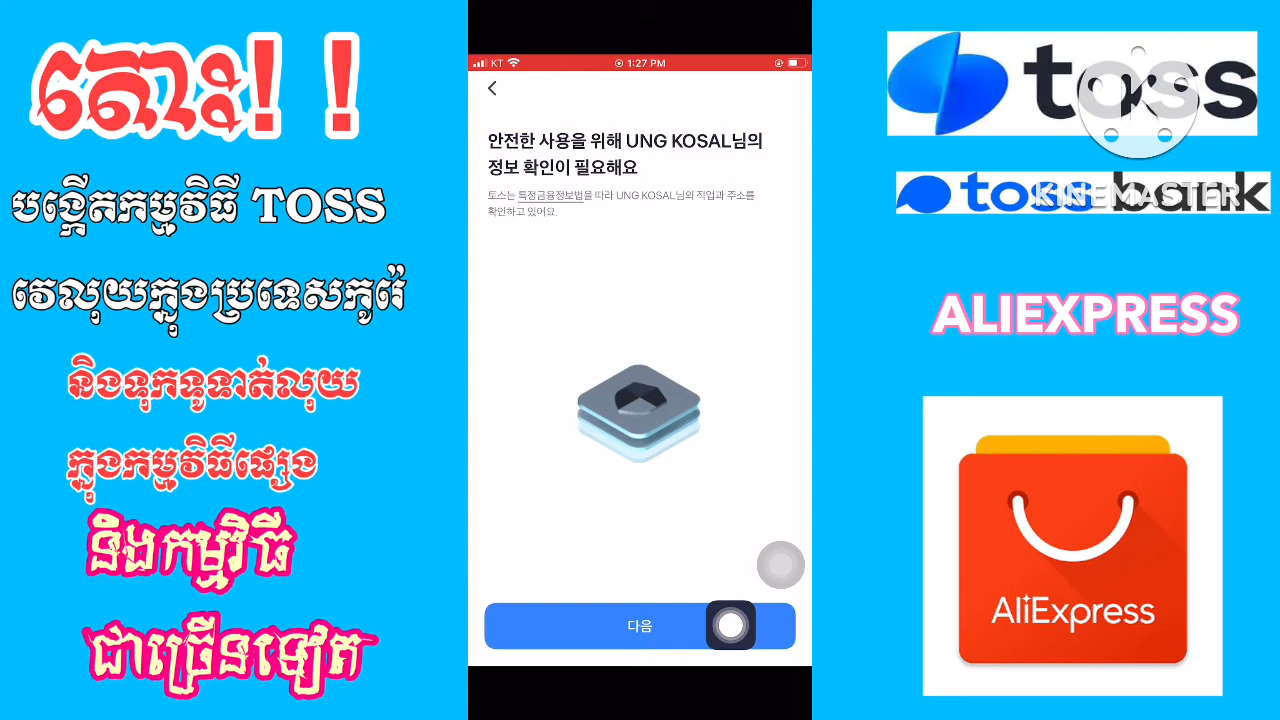 តោះ! !
បង្កើតកម្មវិធី TOSS
វេលុយក្នុងប្រទេសកូរ៉េ
និងទុកទូទាត់លុយ
ក្នុងកម្មវិធីផ្សេង
និងកម្មវិធី
ជាច្រើនទៀត
KT 1:27 PM
안전한 사용을 위해 UNG KOSAL님의
정보 확인이 필요해요
토스는 특정금융정보법을 따라 UNG KOSAL님의 직업과 주소를
확인하고 있어요.
다음
toss
toss bank
KINEMASTER
ALIEXPRESS
AliExpress